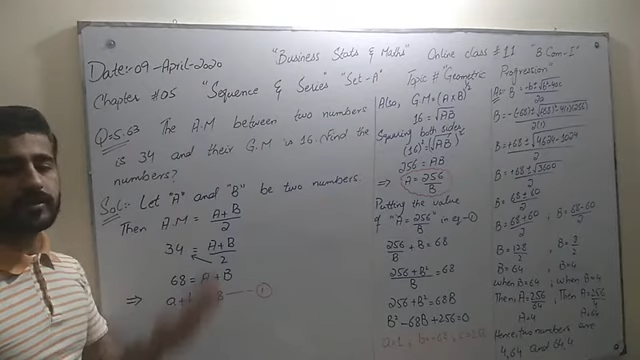 Date:- 09-April-2020 "Business Stats & Maths" Online class # 11 "B.Com-I"
Chapter #05 "Sequence & Series" "Set-A" Topic # "Geometric Progression"
Q:5.63 The A.M between two numbers
is 34 and their G.M is 16. Find the
numbers?
Sol:- Let "A" and "B" be two numbers.
Then A.M = A+B/2
34 = A+B/2
68 = A+B
⇒ 8 — ①
Also, G.M = (A×B)^½
16 = √AB
Squaring both sides
(16)² = (√AB)²
256 = AB
⇒ A = 256/B
Putting the value
of "A = 256/B" in eq-①
256/B + B = 68
256+B²/B = 68
256+B² = 68B
B²-68B+256=0
a=1, b=-68, c=256
As B = -b±√b²-4ac/2a
B = -(-68)±√(-68)²-4(1)(256)/2(1)
B = +68±√4624-1024/2
B = +68±√3600/2
B = 68±60/2
B = 68+60/2 ; B = 68-60/2
B = 128/2 ; B = 8/2
B = 64 , B = 4
when B=64 , when B=4
Then, A = 256/64, Then A = 256/4
A=4 A=64
Hence, two numbers are
4,64 and 64,4